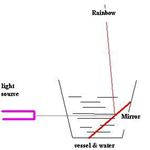 Rainbow
light
source
Mirror
vessel & water